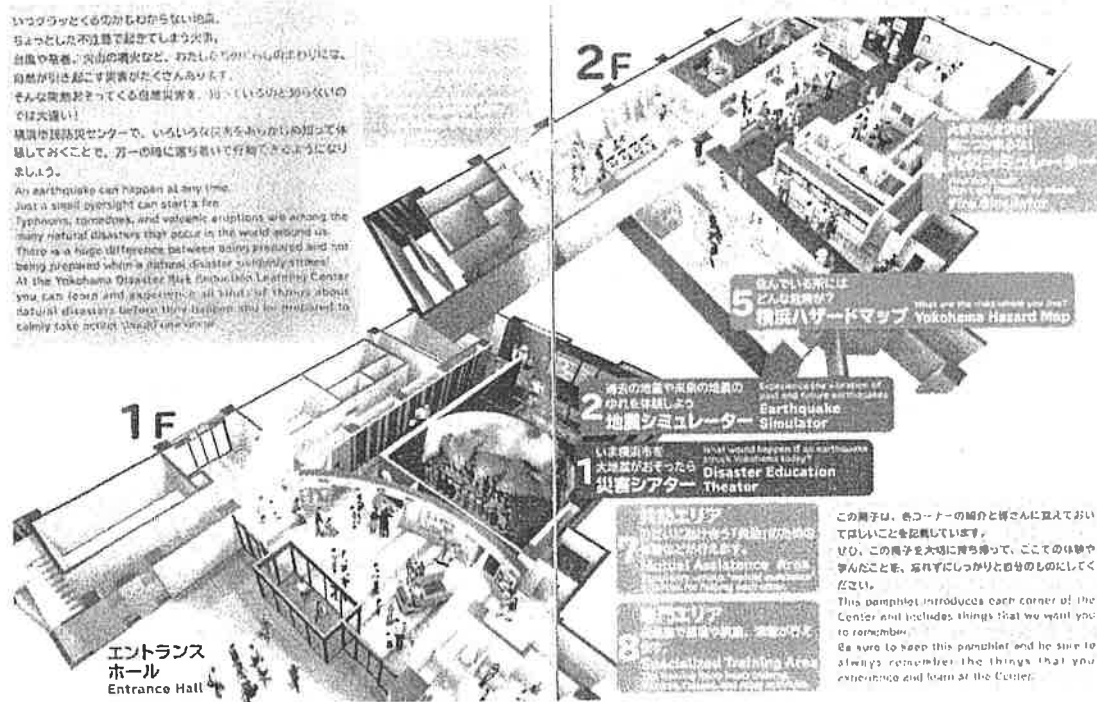 いつグラッとくるのかもわからない地震、
ちょっとした不注意で起きてしまう火事。
台風や竜巻、火山の噴火など、わたしたちのくらしのまわりには、
自然が引き起こす災害がたくさんあります。
そんな突然おそってくる自然災害を、知っているのと知らないの
では大違い！
横浜市民防災センターで、いろいろな災害をあらかじめ知って体
験しておくことで、万一の時に落ち着いて行動できるようになり
ましょう。
An earthquake can happen at any time.
Just a small oversight can start a fire.
Typhoons, tornadoes, and volcanic eruptions are among the
many natural disasters that occur in the world around us.
There is a huge difference between being prepared and not
being prepared when a natural disaster suddenly strikes!
At the Yokohama Disaster Risk Reduction Learning Center
you can learn and experience all kinds of things about
natural disasters before they happen and be prepared to
calmly take action should one occur.
2F
4 火災シミュレーター
Fire Simulator
5 住んでいる所には
どんな危険が？
横浜ハザードマップ
What are the risks where you live?
Yokohama Hazard Map
1F
2 過去の地震や未来の地震の
ゆれを体験しよう
地震シミュレーター
Experience the vibration of
past and future earthquakes
Earthquake
Simulator
1 いま横浜市を
大地震がおそったら
災害シアター
What would happen if an earthquake
struck Yokohama today?
Disaster Education
Theator
7 共助エリア
Mutual Assistance Area
8 専門エリア
Specialized Training Area
エントランス
ホール
Entrance Hall
この冊子は、各コーナーの紹介と皆さんに覚えておい
てほしいことを記載しています。
ぜひ、この冊子を大切に持ち帰って、ここでの体験や
学んだことを、忘れずにしっかりと自分のものにしてく
ださい。
This pamphlet introduces each corner of the
Center and includes things that we want you
to remember.
Be sure to keep this pamphlet and be sure to
always remember the things that you
experience and learn at the Center.